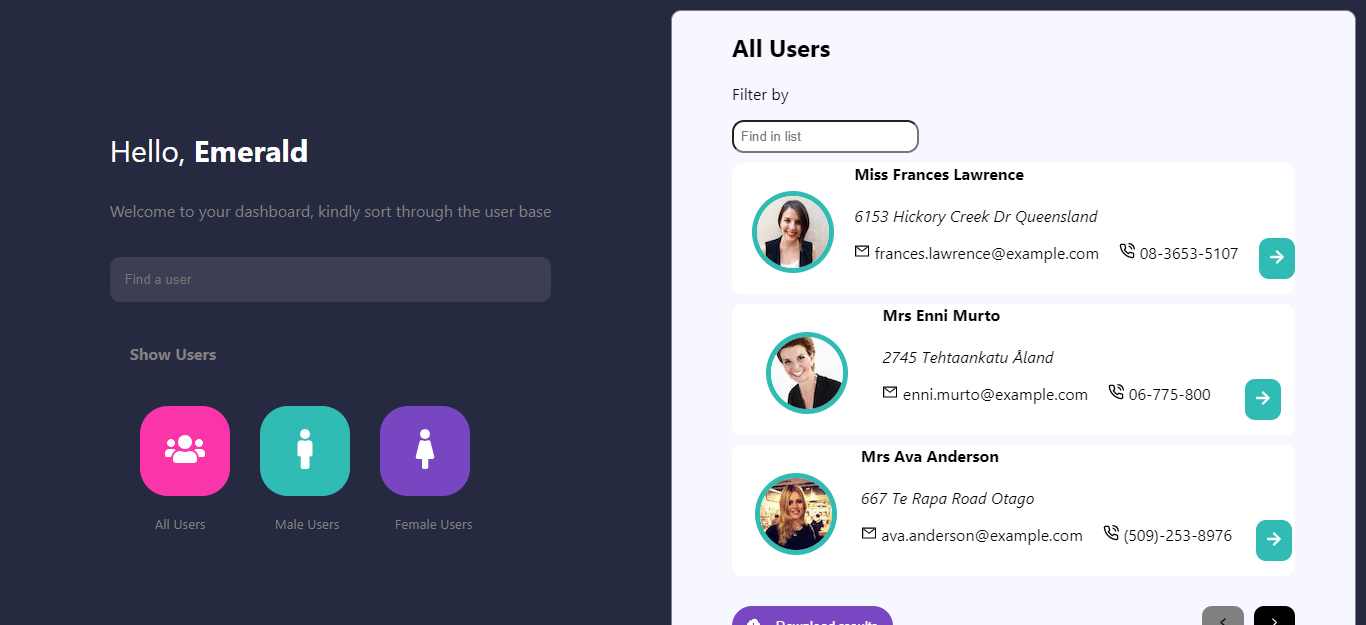 Hello, Emerald
Welcome to your dashboard, kindly sort through the user base
Find a user
Show Users
All Users
Male Users
Female Users
All Users
Filter by
Find in list
Miss Frances Lawrence
6153 Hickory Creek Dr Queensland
frances.lawrence@example.com 08-3653-5107
Mrs Enni Murto
2745 Tehtaankatu Åland
enni.murto@example.com 06-775-800
Mrs Ava Anderson
667 Te Rapa Road Otago
ava.anderson@example.com (509)-253-8976
Download results